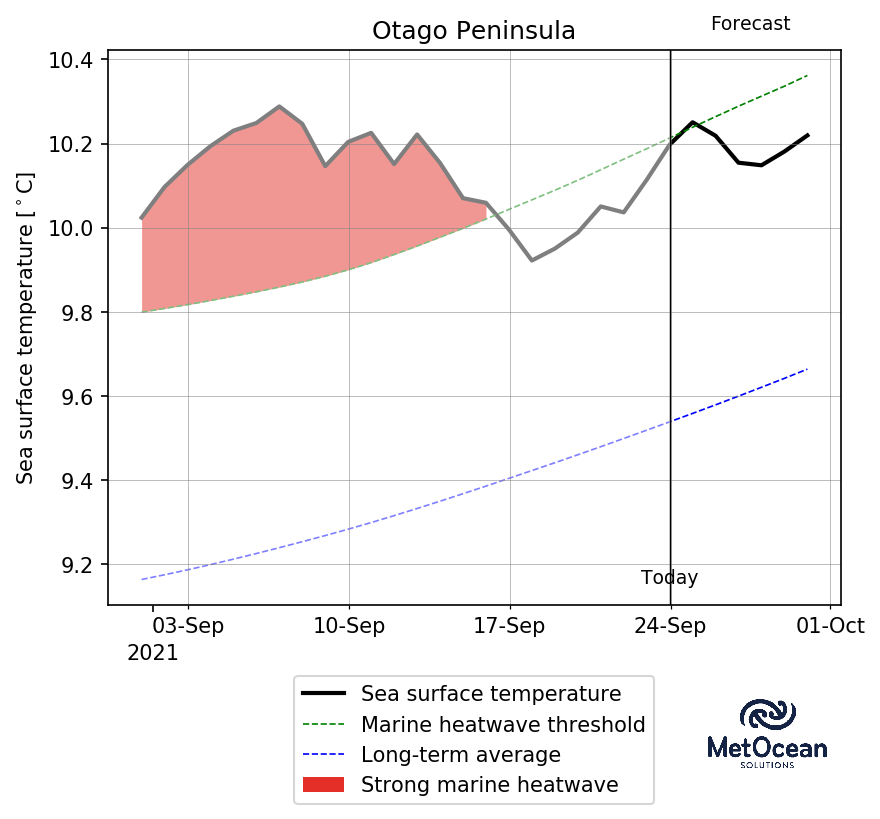 Forecast
Otago Peninsula
Sea surface temperature [°C]
10.4
10.2
10.0
9.8
9.6
9.4
9.2
Today
03-Sep 10-Sep 17-Sep 24-Sep 01-Oct
2021
Sea surface temperature
Marine heatwave threshold
Long-term average
Strong marine heatwave
MetOcean
SOLUTIONS